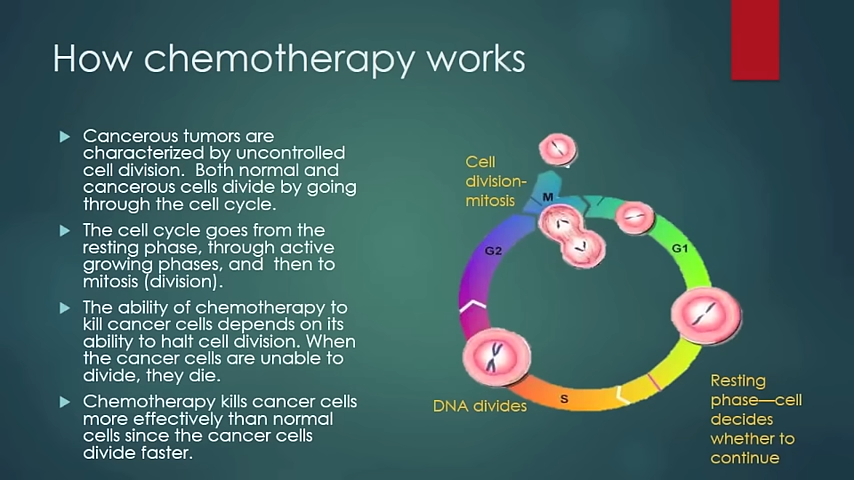 How chemotherapy works
Cancerous tumors are
characterized by uncontrolled
cell division.  Both normal and
cancerous cells divide by going
through the cell cycle.
The cell cycle goes from the
resting phase, through active
growing phases, and  then to
mitosis (division).
The ability of chemotherapy to
kill cancer cells depends on its
ability to halt cell division. When
the cancer cells are unable to
divide, they die.
Chemotherapy kills cancer cells
more effectively than normal
cells since the cancer cells
divide faster.
Cell
division-
mitosis
M
G2
G1
S
DNA divides
Resting
phase—cell
decides
whether to
continue